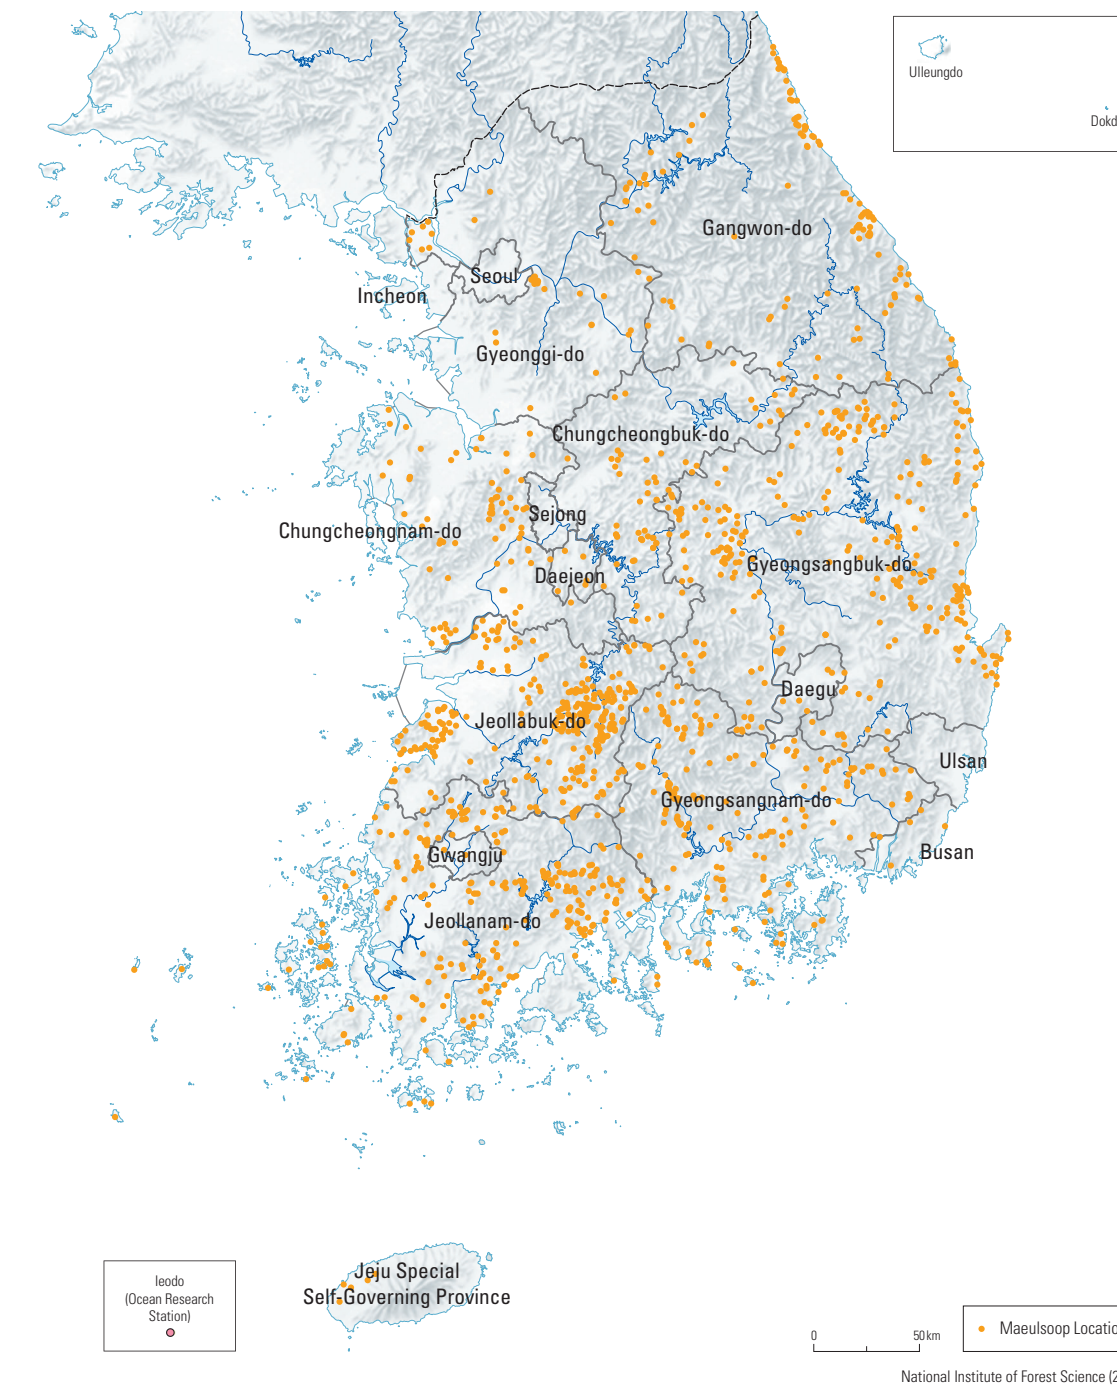 Ulleungdo
Dokd
Gangwon-do
Seoul
Incheon
Gyeonggi-do
Chungcheongbuk-do
Sejong
Chungcheongnam-do
Gyeongsangbuk-do
Daejeon
Daegu
Jeollabuk-do
Ulsan
Gyeongsangnam-do
Busan
Gwangju
Jeollanam-do
Jeju Special
Self-Governing Province
Ieodo
(Ocean Research
Station)
0 50 km
Maeulsoop Locatio
National Institute of Forest Science (2